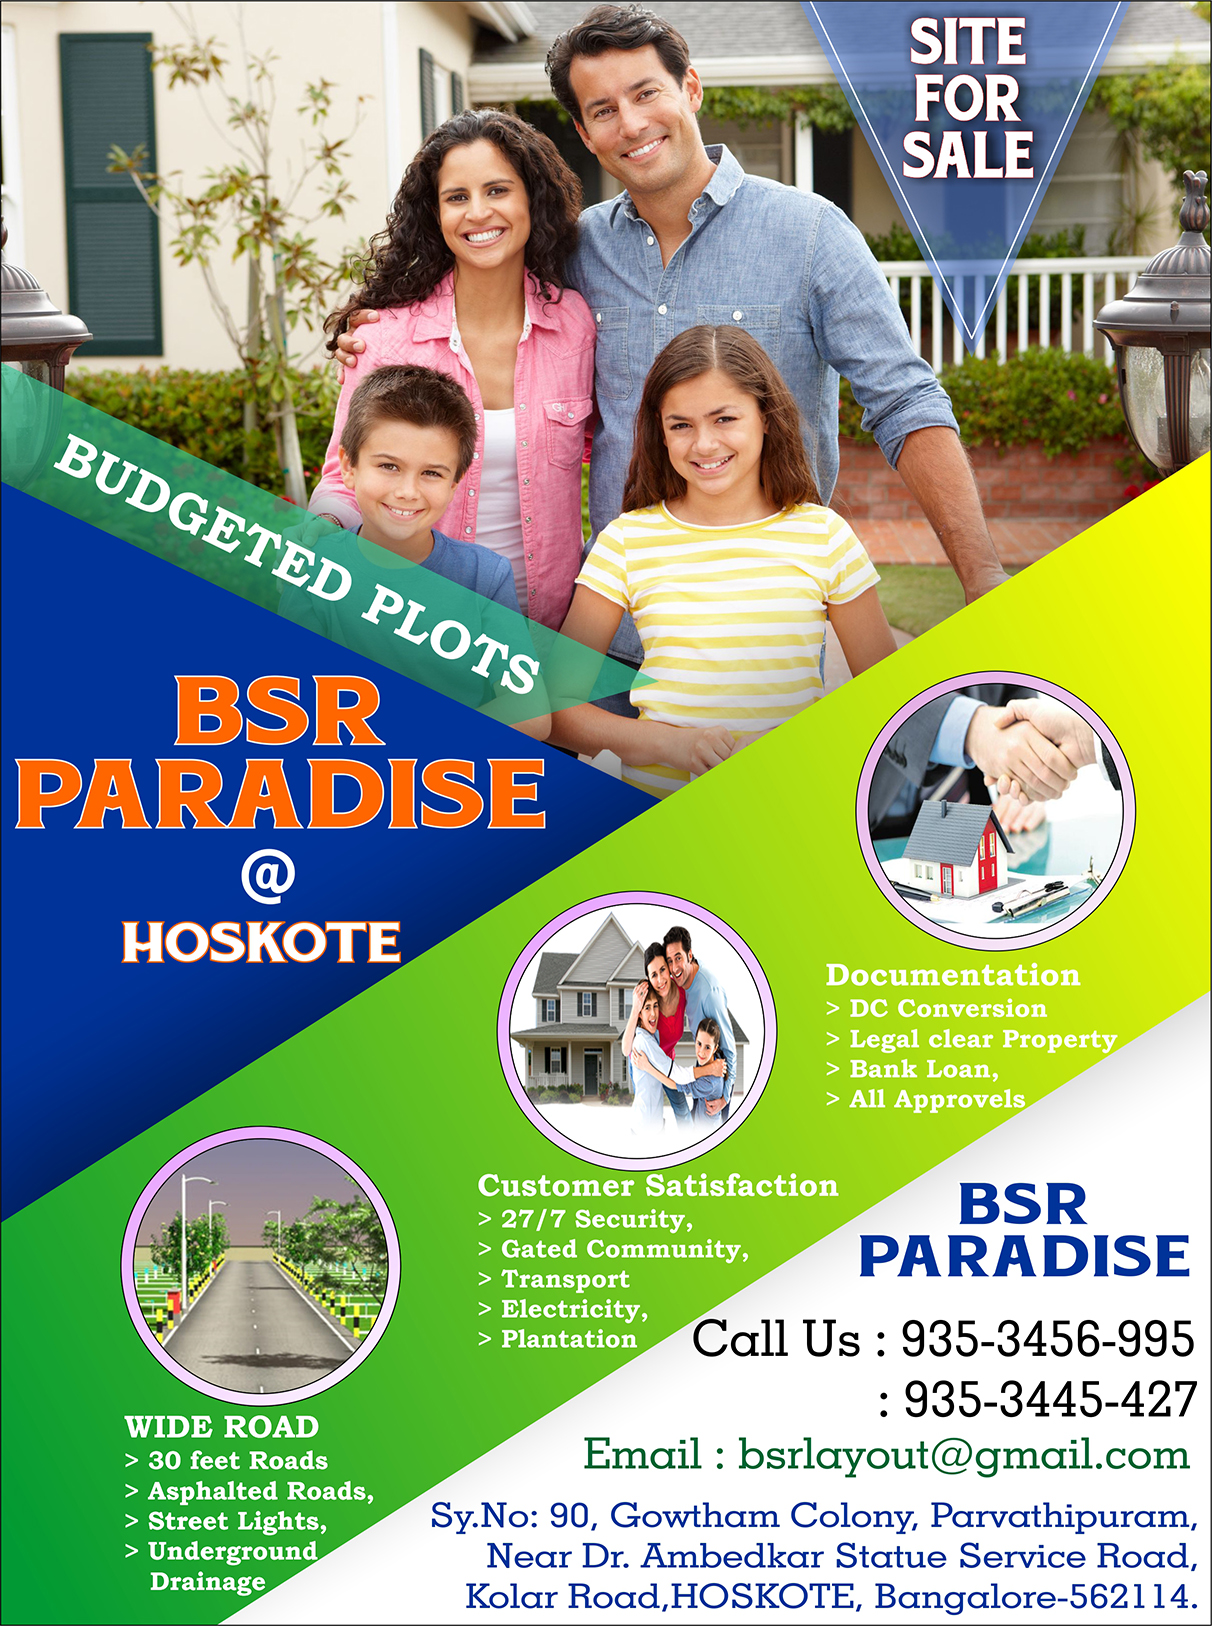 SITE
FOR
SALE
BUDGETED PLOTS
BSR
PARADISE
@
HOSKOTE
Documentation
> DC Conversion
> Legal clear Property
> Bank Loan,
> All Approvels
Customer Satisfaction
> 27/7 Security,
> Gated Community,
> Transport
> Electricity,
> Plantation
WIDE ROAD
> 30 feet Roads
> Asphalted Roads,
> Street Lights,
> Underground
Drainage
BSR
PARADISE
Call Us : 935-3456-995
: 935-3445-427
Email : bsrlayout@gmail.com
Sy.No: 90, Gowtham Colony, Parvathipuram,
Near Dr. Ambedkar Statue Service Road,
Kolar Road,HOSKOTE, Bangalore-562114.